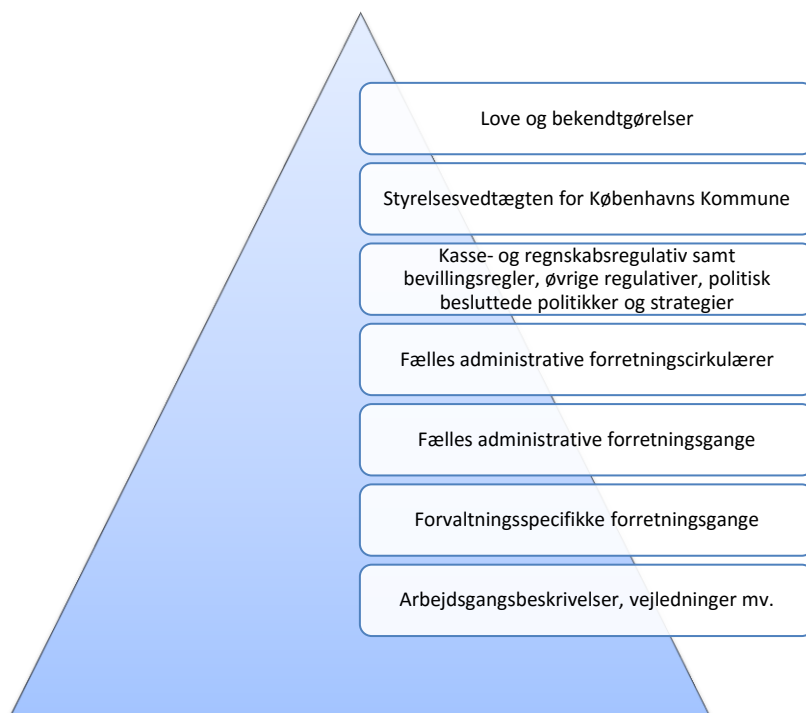 Love og bekendtgørelser
Styrelsesvedtægten for Københavns Kommune
Kasse- og regnskabsregulativ samt
bevillingsregler, øvrige regulativer, politisk
besluttede politikker og strategier
Fælles administrative forretningscirkulærer
Fælles administrative forretningsgange
Forvaltningsspecifikke forretningsgange
Arbejdsgangsbeskrivelser, vejledninger mv.